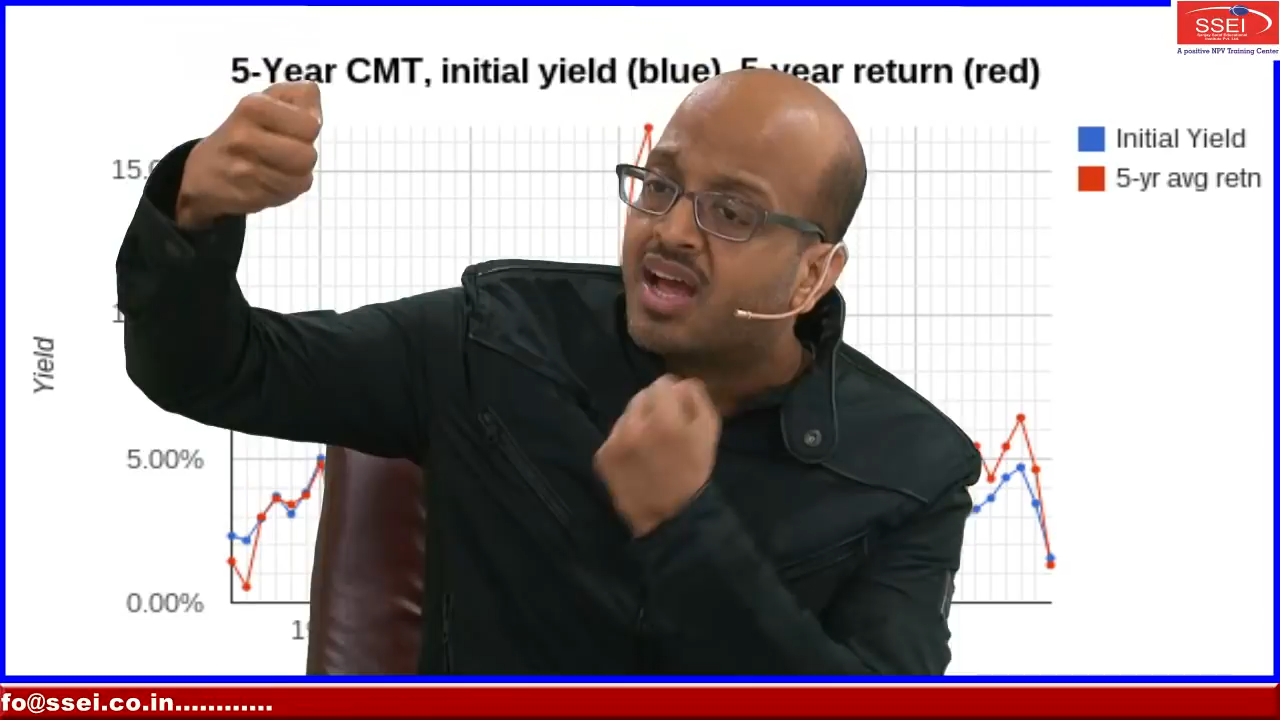 SSEI
A positive NPV Training Center
5-Year CMT, initial yield (blue), 5-year return (red)
Initial Yield
5-yr avg retn
Yield
5.00%
0.00%
fo@ssei.co.in............